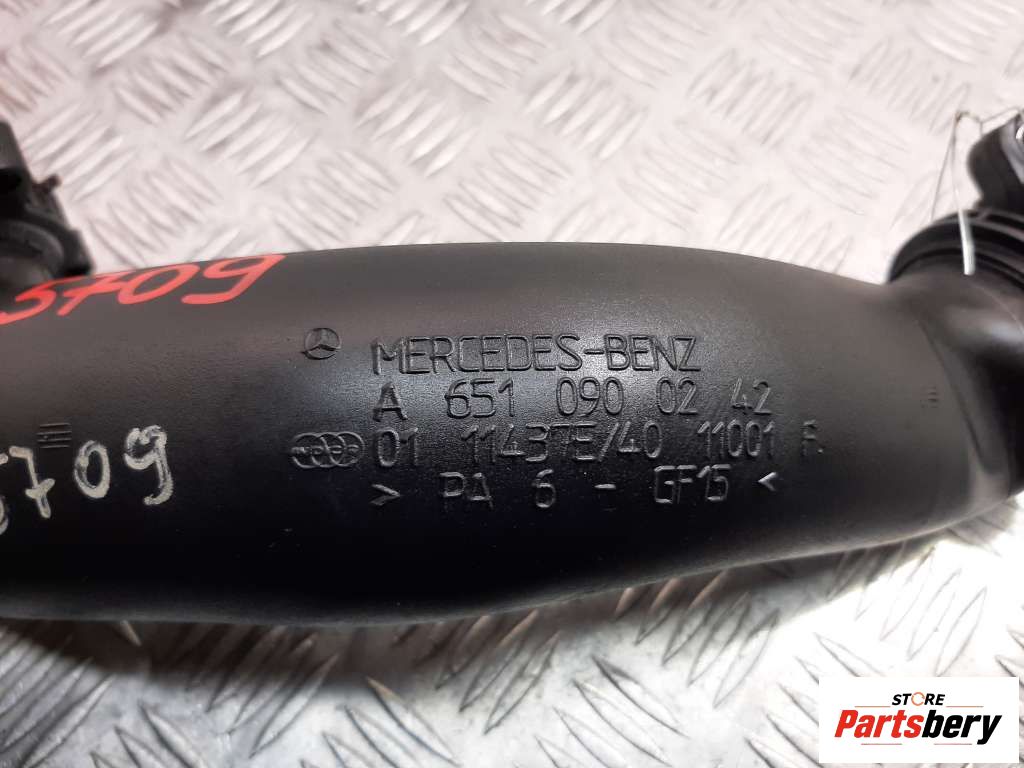 5709
MERCEDES-BENZ
A 651 090 02 42
01 11437E/40 11001 F.
> PA 6 - GF15 <
5709
STORE
Partsbery